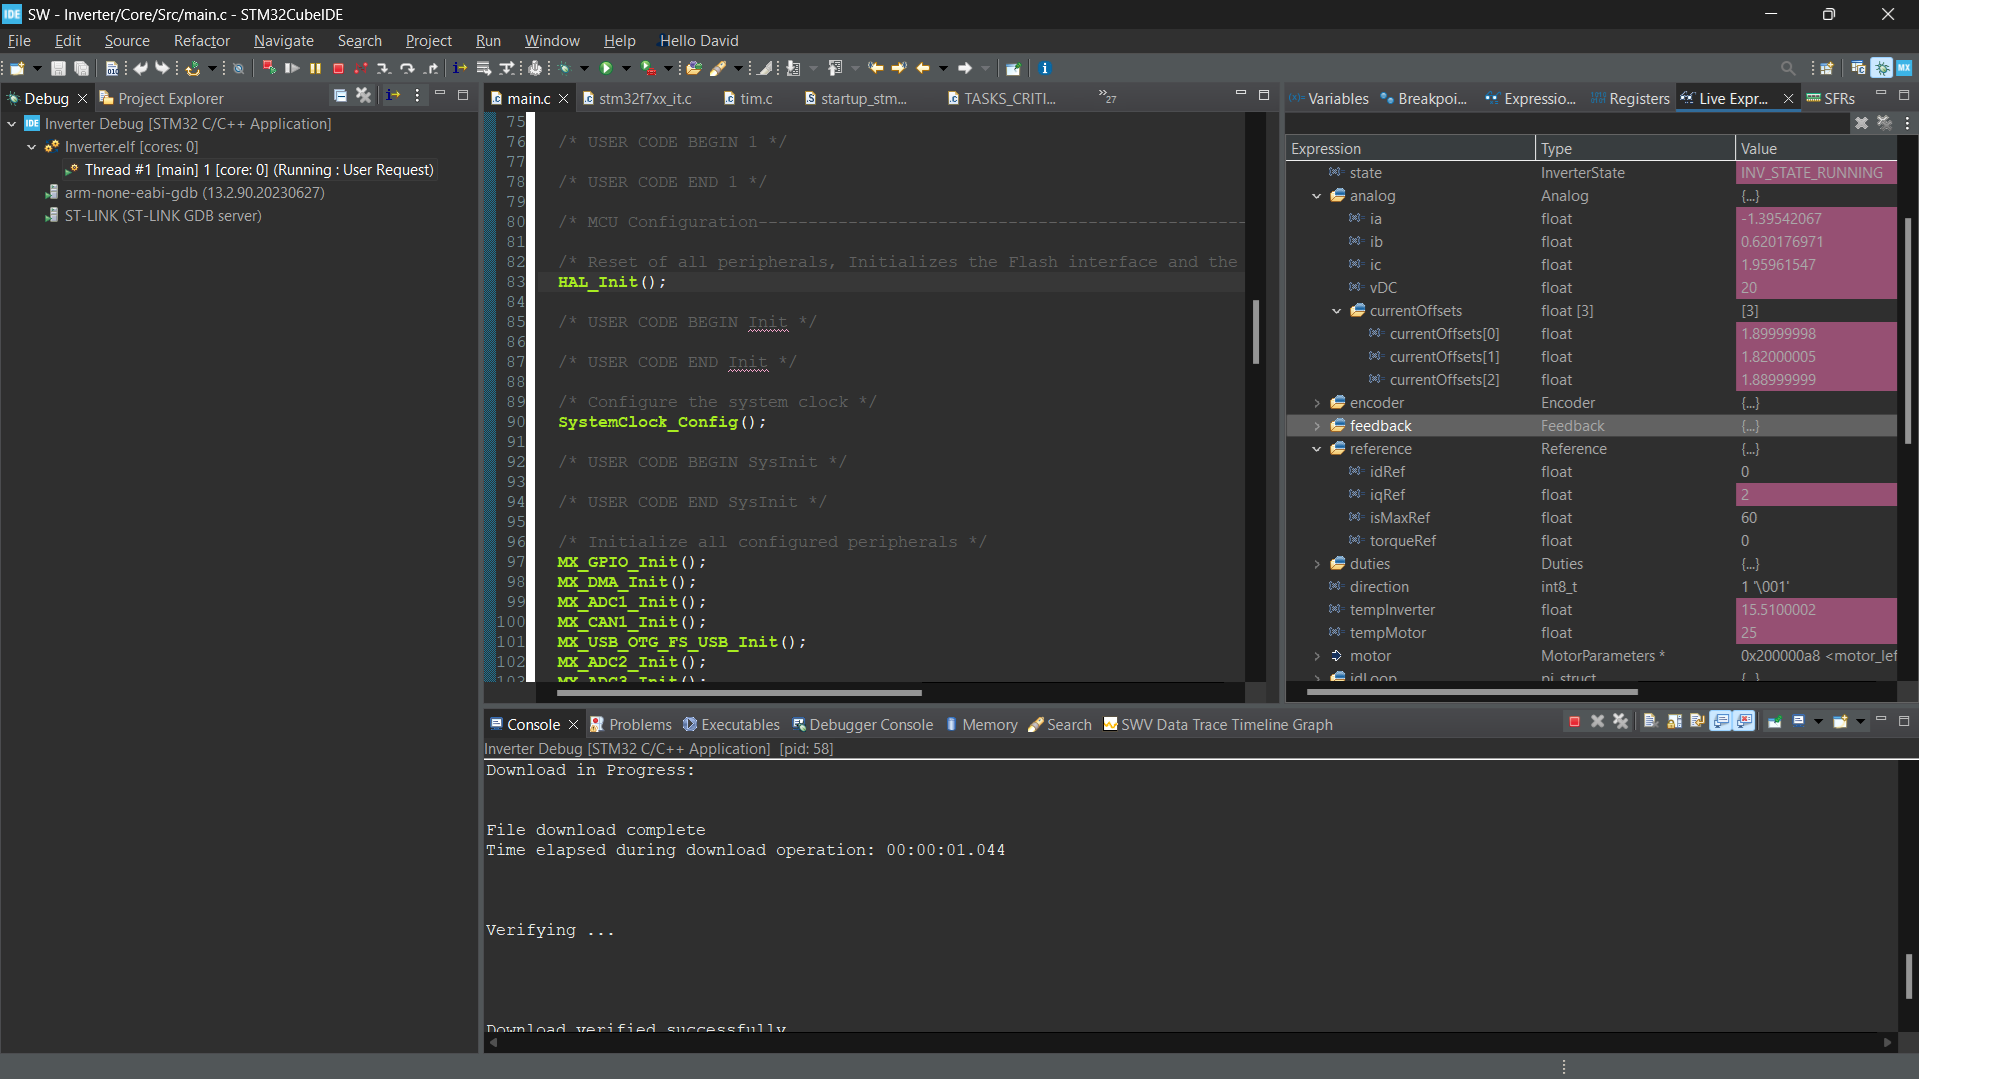 SW - Inverter/Core/Src/main.c - STM32CubeIDE
File Edit Source Refactor Navigate Search Project Run Window Help Hello David
Debug Project Explorer
Inverter Debug [STM32 C/C++ Application]
Inverter.elf [cores: 0]
Thread #1 [main] 1 [core: 0] (Running : User Request)
arm-none-eabi-gdb (13.2.90.20230627)
ST-LINK (ST-LINK GDB server)
main.c stm32f7xx_it.c tim.c startup_stm... TASKS_CRITI... »27
75
76 /* USER CODE BEGIN 1 */
77
78 /* USER CODE END 1 */
79
80 /* MCU Configuration-------------------------------------------------
81
82 /* Reset of all peripherals, Initializes the Flash interface and the
83 HAL_Init();
84
85 /* USER CODE BEGIN Init */
86
87 /* USER CODE END Init */
88
89 /* Configure the system clock */
90 SystemClock_Config();
91
92 /* USER CODE BEGIN SysInit */
93
94 /* USER CODE END SysInit */
95
96 /* Initialize all configured peripherals */
97 MX_GPIO_Init();
98 MX_DMA_Init();
99 MX_ADC1_Init();
100 MX_CAN1_Init();
101 MX_USB_OTG_FS_USB_Init();
102 MX_ADC2_Init();
103 MX_ADC3_Init();
Variables Breakpoi... Expressio... Registers Live Expr... SFRs
Expression Type Value
state InverterState INV_STATE_RUNNING
analog Analog {...}
ia float -1.39542067
ib float 0.620176971
ic float 1.95961547
vDC float 20
currentOffsets float [3] [3]
currentOffsets[0] float 1.89999998
currentOffsets[1] float 1.82000005
currentOffsets[2] float 1.88999999
encoder Encoder {...}
feedback Feedback {...}
reference Reference {...}
idRef float 0
iqRef float 2
isMaxRef float 60
torqueRef float 0
duties Duties {...}
direction int8_t 1 '\001'
tempInverter float 15.5100002
tempMotor float 25
motor MotorParameters * 0x200000a8 <motor_lef
idLoop pi_struct {...}
Console Problems Executables Debugger Console Memory Search SWV Data Trace Timeline Graph
Inverter Debug [STM32 C/C++ Application] [pid: 58]
Download in Progress:
File download complete
Time elapsed during download operation: 00:00:01.044
Verifying ...
Download verified successfully